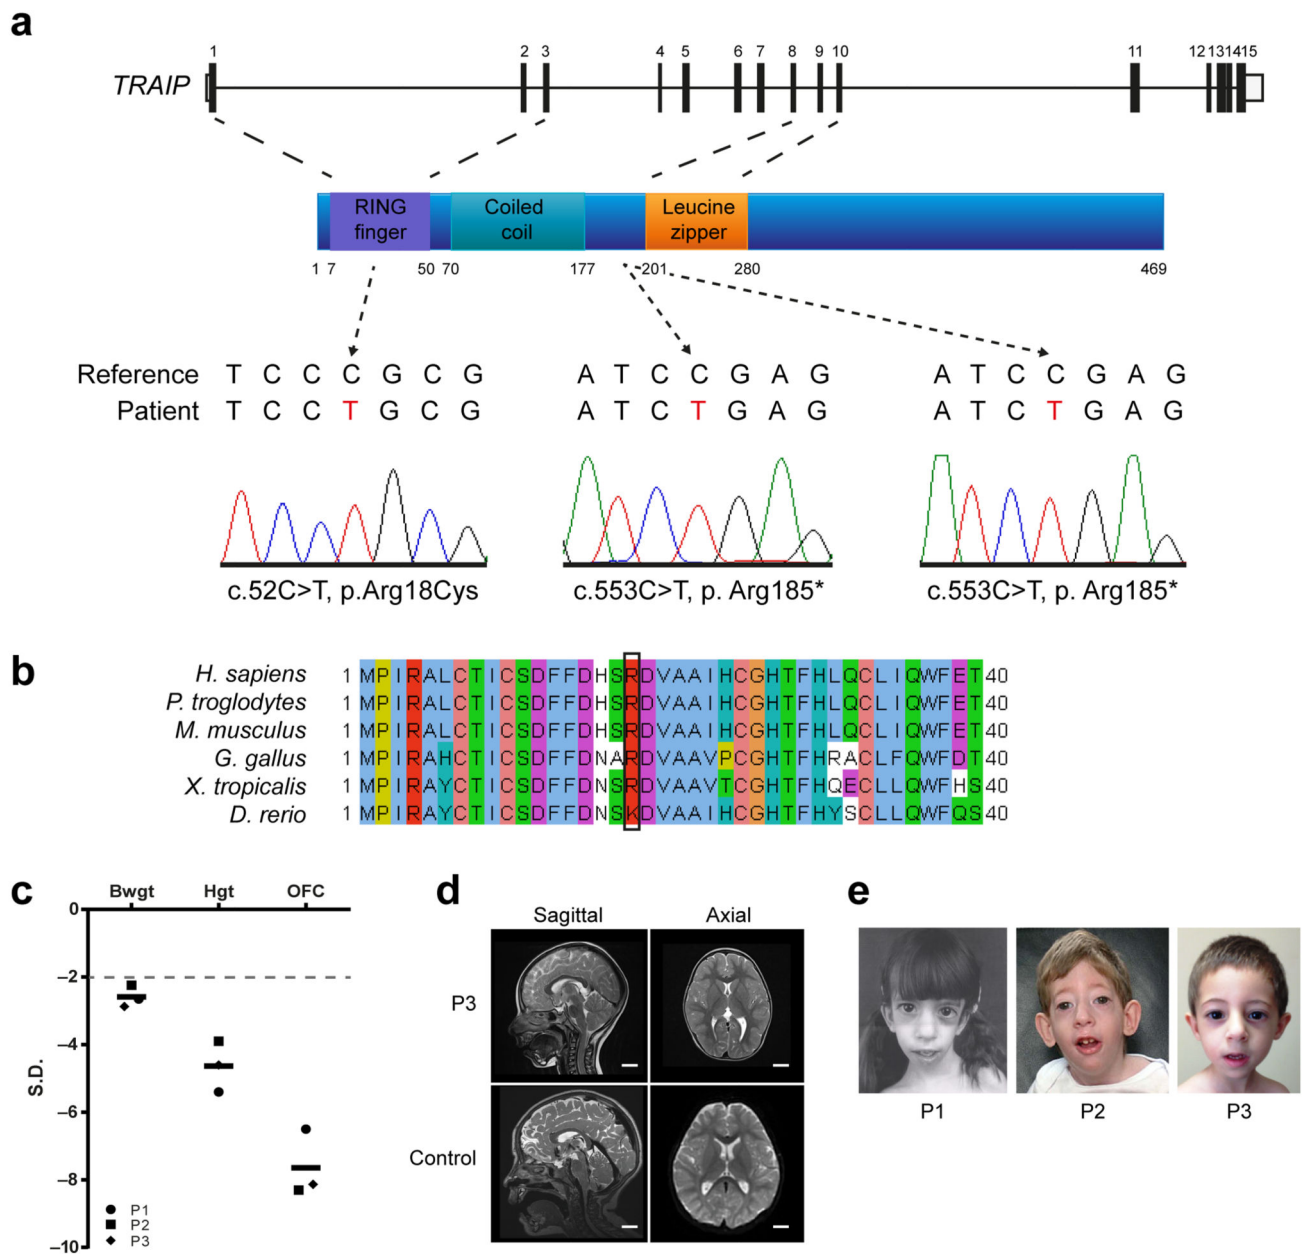 a
1 2 3 4 5 6 7 8 9 10 11 12 13 14 15
TRAIP
RING finger
Coiled coil
Leucine zipper
1 7 50 70 177 201 280 469
Reference T C C C G C G A T C C G A G A T C C G A G
Patient T C C T G C G A T C T G A G A T C T G A G
c.52C>T, p.Arg18Cys c.553C>T, p. Arg185* c.553C>T, p. Arg185*
b
H. sapiens 1 MPIRALCTICSDFFDHSRDVAAIHCGHTFHLQCLIQWFET 40
P. troglodytes 1 MPIRALCTICSDFFDHSRDVAAIHCGHTFHLQCLIQWFET 40
M. musculus 1 MPIRALCTICSDFFDHSRDVAAIHCGHTFHLQCLIQWFET 40
G. gallus 1 MPIRAHCTICSDFFDNARDVAAVPCGHTFHRACLFQWFDT 40
X. tropicalis 1 MPIRAYCTICSDFFDNSRDVAAVTCGHTFHQECLLQWFHS 40
D. rerio 1 MPIRAYCTICSDFFDNSKDVAAIHCGHTFHYSCLLQWFQS 40
c
Bwgt Hgt OFC
0
–2
–4
S.D.
–6
–8
–10
P1
P2
P3
d
Sagittal Axial
P3
Control
e
P1 P2 P3